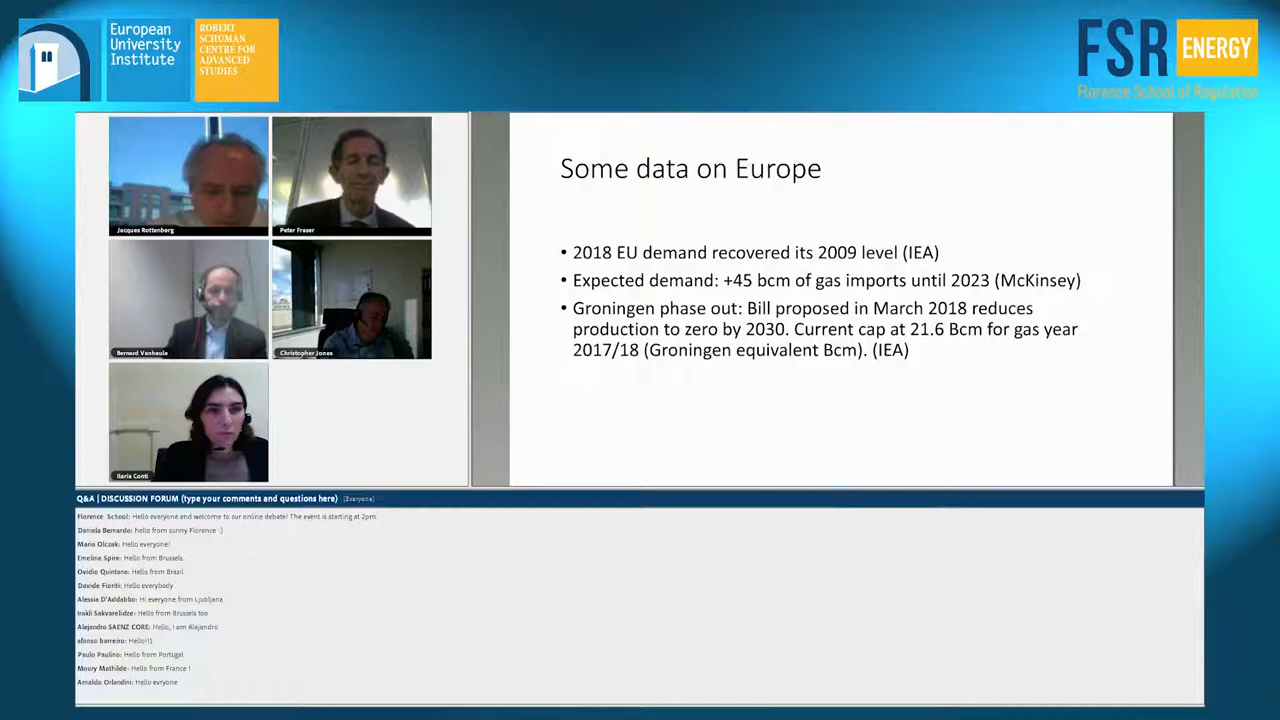 European
University
Institute
ROBERT
SCHUMAN
CENTRE FOR
ADVANCED
STUDIES
FSR ENERGY
Florence School of Regulation
Jacques Rottenberg
Peter Fraser
Bernard Vanheule
Christopher Jones
Ilaria Conti
Some data on Europe
• 2018 EU demand recovered its 2009 level (IEA)
• Expected demand: +45 bcm of gas imports until 2023 (McKinsey)
• Groningen phase out: Bill proposed in March 2018 reduces
production to zero by 2030. Current cap at 21.6 Bcm for gas year
2017/18 (Groningen equivalent Bcm). (IEA)
Q&A | DISCUSSION FORUM (type your comments and questions here) (Everyone)
Florence School: Hello everyone and welcome to our online debate! The event is starting at 2pm.
Daniela Bernardo: hello from sunny Florence :)
Maria Olczak: Hello everyone!
Emeline Spire: Hello from Brussels.
Ovidio Quintana: Hello from Brazil
Davide Fioriti: Hello everybody
Alessia D'Addabbo: Hi everyone from Ljubljana
Irakli Sakvarelidze: Hello from Brussels too
Alejandro SAENZ CORE: Hello, I am Alejandro
afonso barreiro: Hello!!1
Paulo Paulino: Hello from Portugal
Moury Mathilde: Hello from France !
Arnaldo Orlandini: Hello evryone